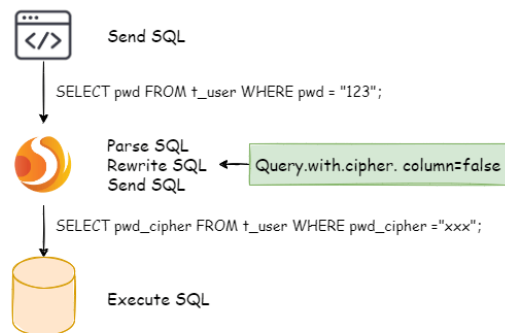 </>
Send SQL
SELECT pwd FROM t_user WHERE pwd = "123";
Parse SQL
Rewrite SQL
Send SQL
Query.with.cipher. column=false
SELECT pwd_cipher FROM t_user WHERE pwd_cipher ="xxx";
Execute SQL